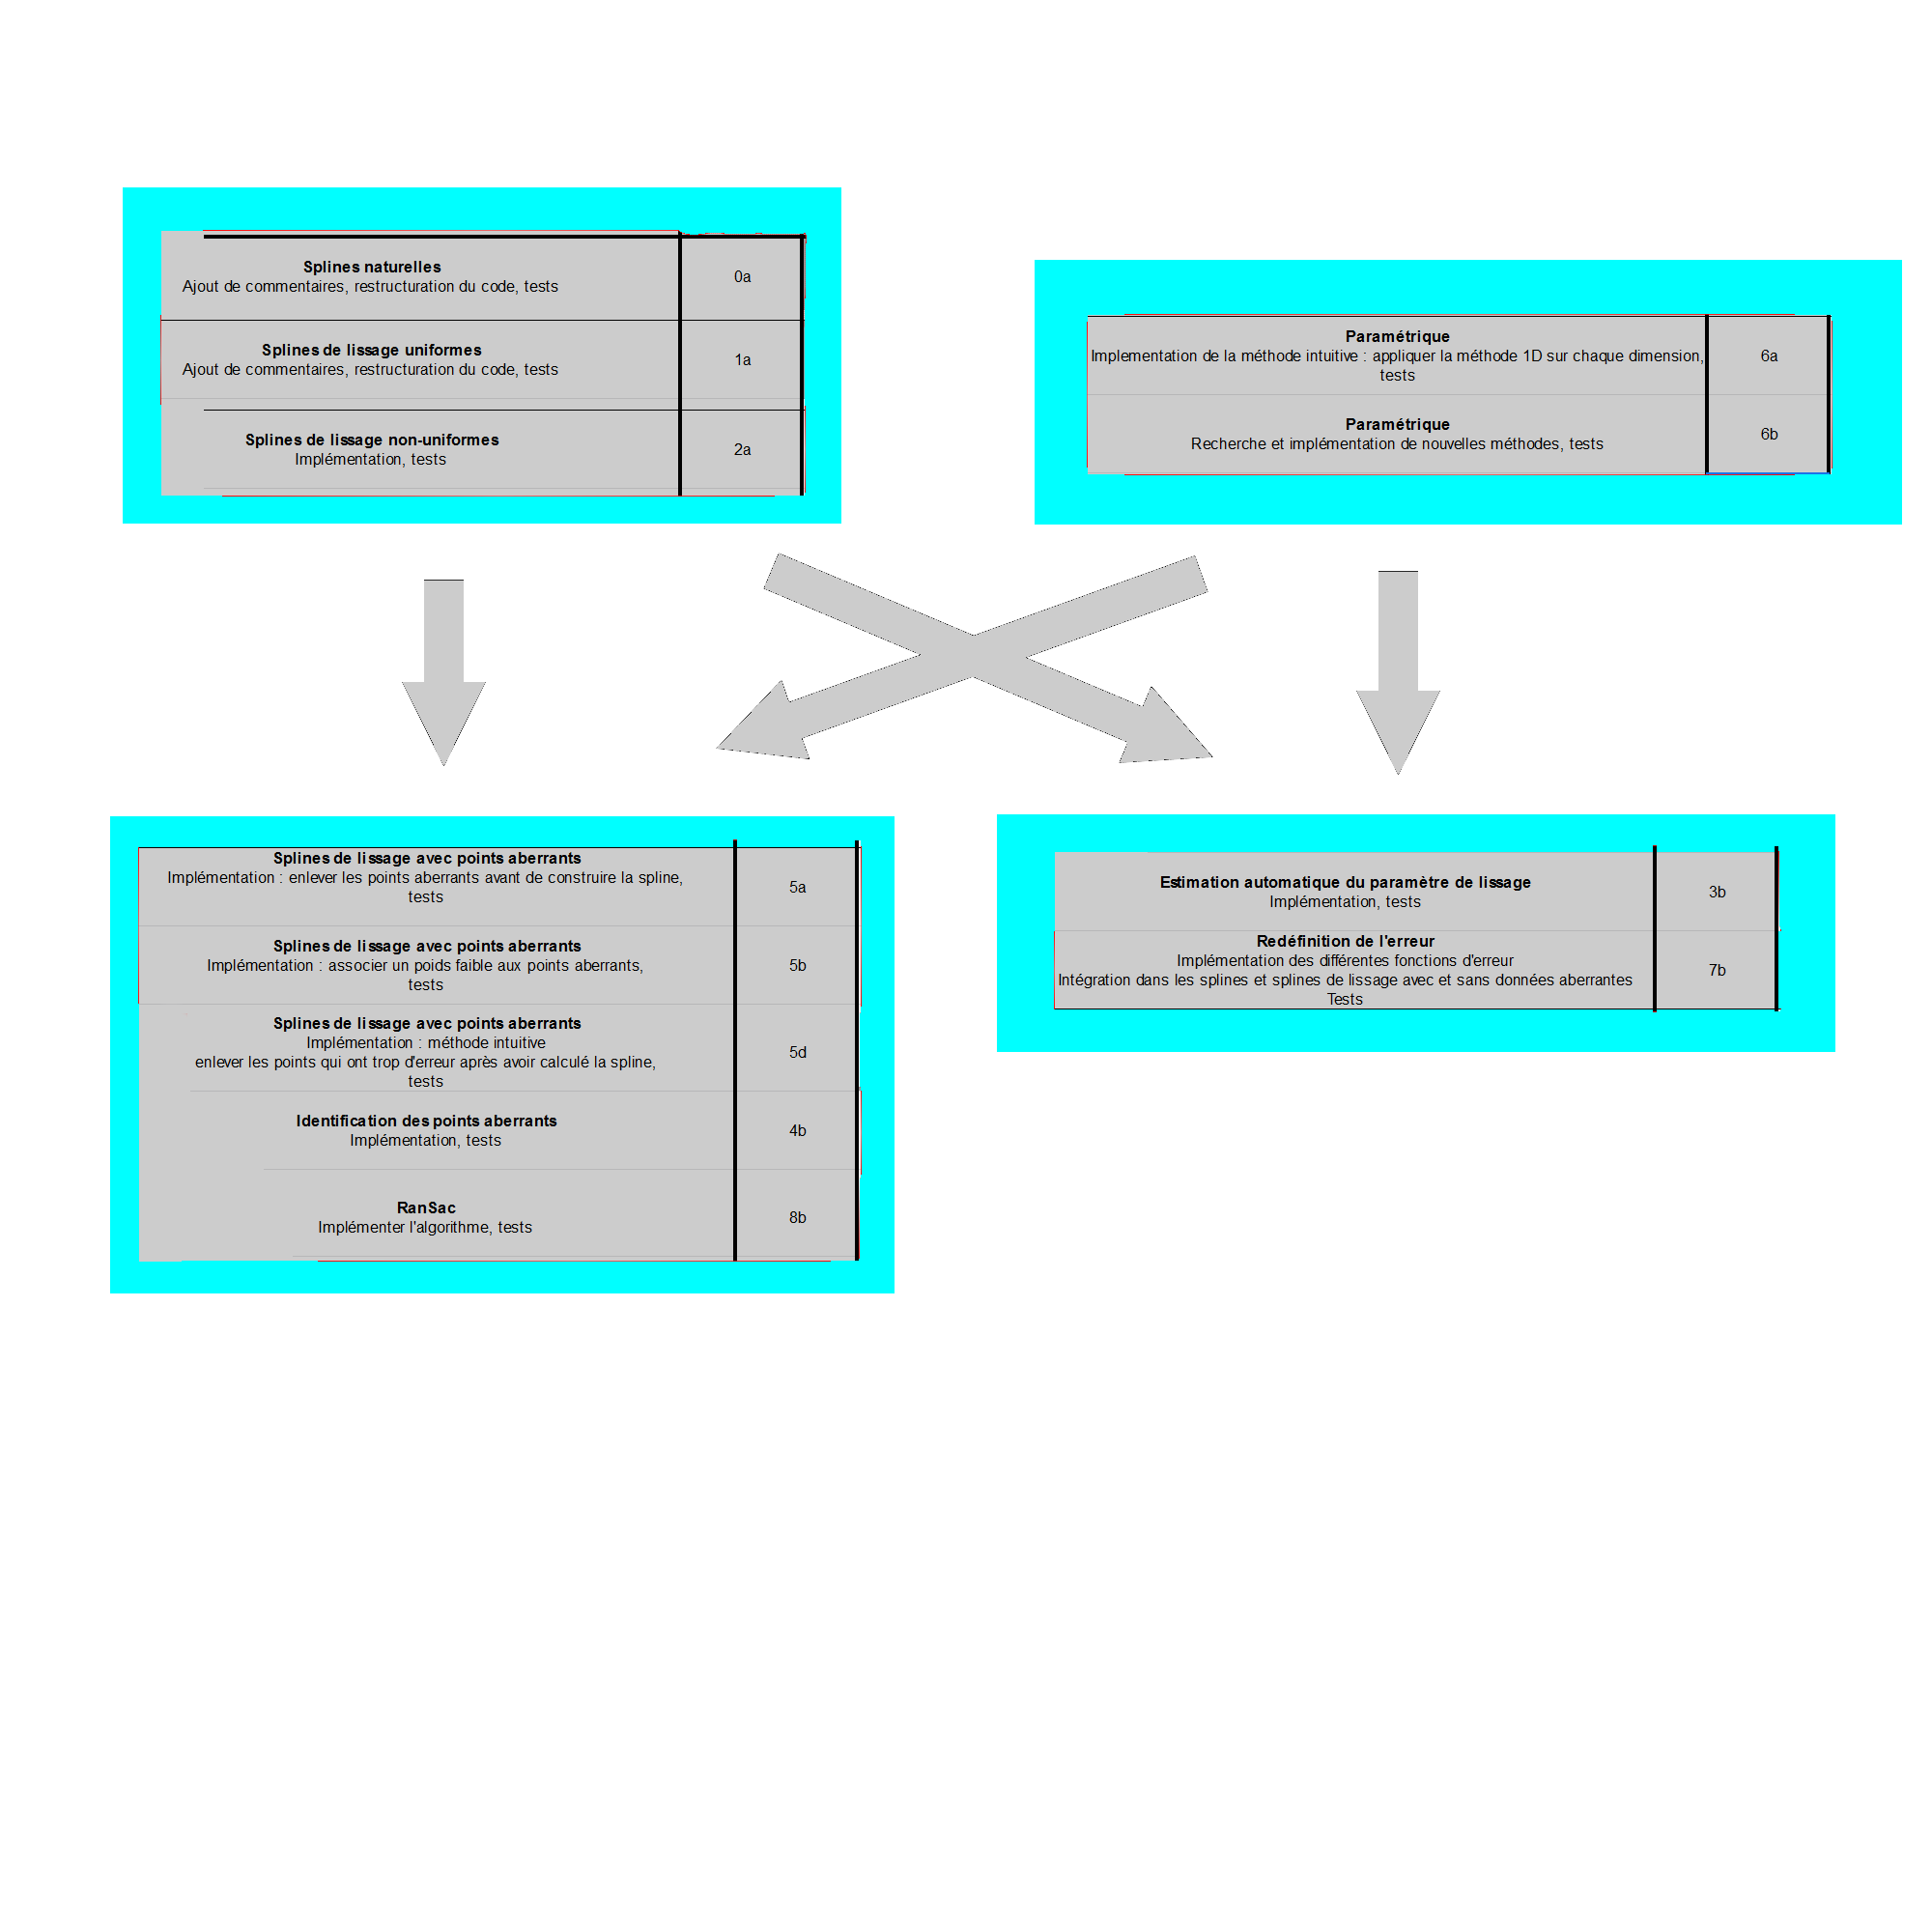 Splines naturelles
Ajout de commentaires, restructuration du code, tests
0a
Splines de lissage uniformes
Ajout de commentaires, restructuration du code, tests
1a
Splines de lissage non-uniformes
Implémentation, tests
2a
Paramétrique
Implementation de la méthode intuitive : appliquer la méthode 1D sur chaque dimension,
tests
6a
Paramétrique
Recherche et implémentation de nouvelles méthodes, tests
6b
Splines de lissage avec points aberrants
Implémentation : enlever les points aberrants avant de construire la spline,
tests
5a
Splines de lissage avec points aberrants
Implémentation : associer un poids faible aux points aberrants,
tests
5b
Splines de lissage avec points aberrants
Implémentation : méthode intuitive
enlever les points qui ont trop d'erreur après avoir calculé la spline,
tests
5d
Identification des points aberrants
Implémentation, tests
4b
RanSac
Implémenter l'algorithme, tests
8b
Estimation automatique du paramètre de lissage
Implémentation, tests
3b
Redéfinition de l'erreur
Implémentation des différentes fonctions d'erreur
Intégration dans les splines et splines de lissage avec et sans données aberrantes
Tests
7b